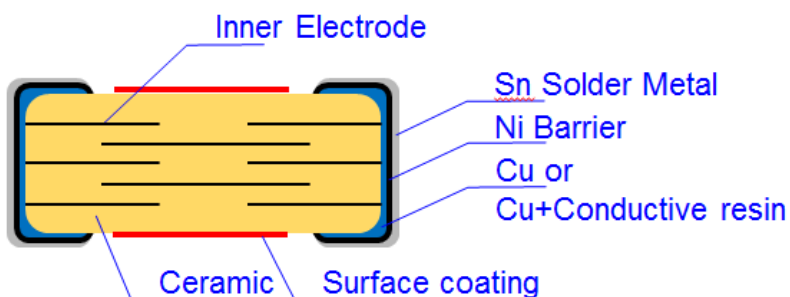 Inner Electrode
Sn Solder Metal
Ni Barrier
Cu or
Cu+Conductive resin
Ceramic
Surface coating